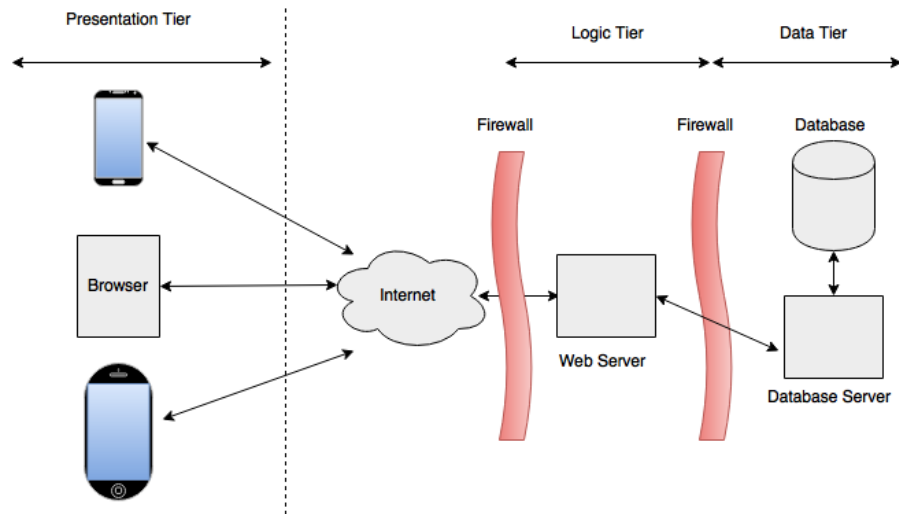 Presentation Tier
Logic Tier
Data Tier
Firewall
Firewall
Database
Browser
Internet
Web Server
Database Server